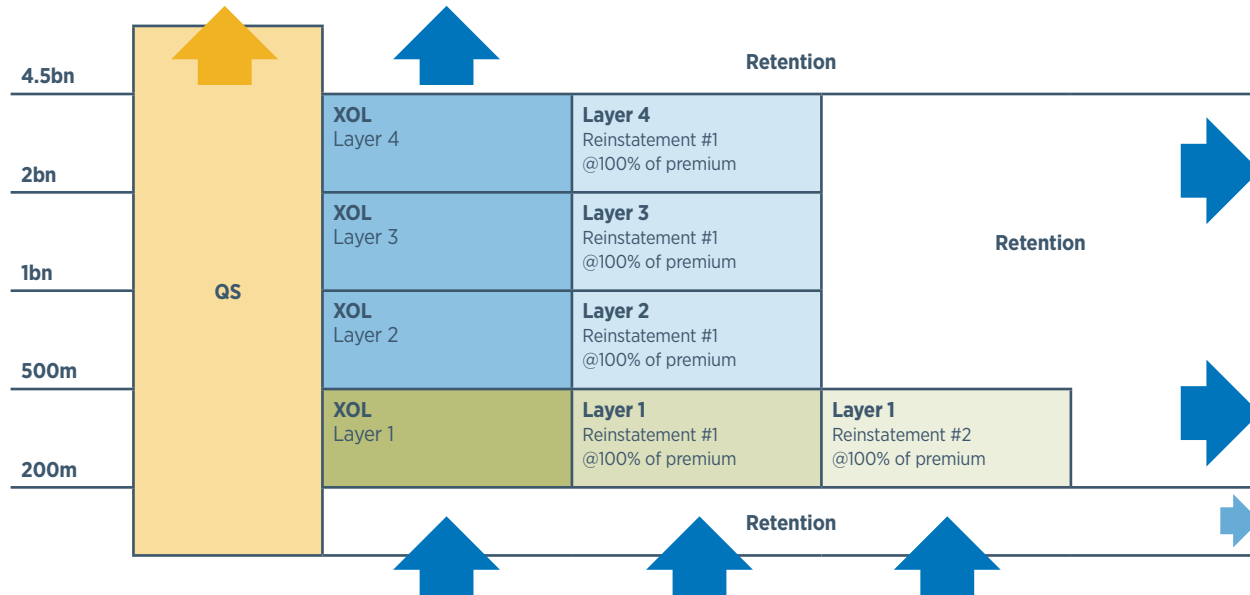 Retention
4.5bn
XOL
Layer 4
Layer 4
Reinstatement #1
@100% of premium
2bn
XOL
Layer 3
Layer 3
Reinstatement #1
@100% of premium
Retention
1bn
QS
XOL
Layer 2
Layer 2
Reinstatement #1
@100% of premium
500m
XOL
Layer 1
Layer 1
Reinstatement #1
@100% of premium
Layer 1
Reinstatement #2
@100% of premium
200m
Retention